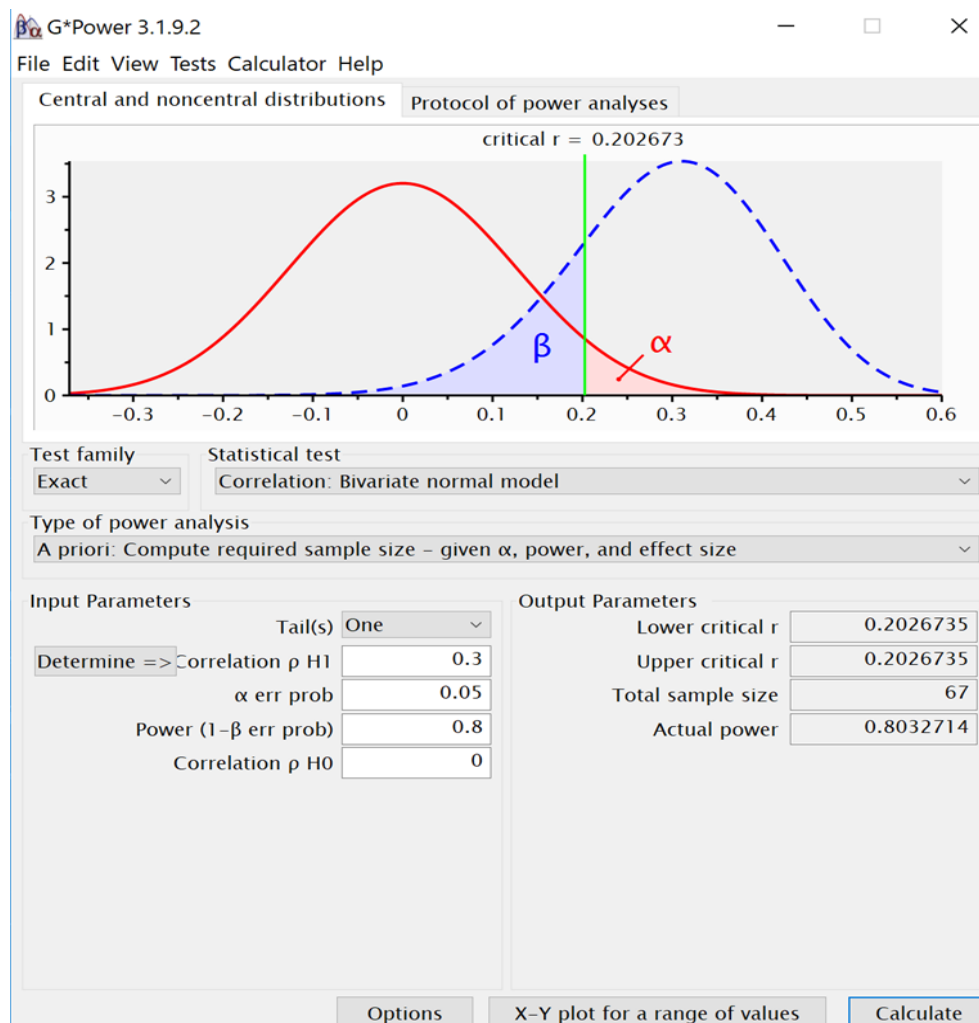 G*Power 3.1.9.2
File Edit View Tests Calculator Help
Central and noncentral distributions Protocol of power analyses
critical r = 0.202673
3
2
1
0
β
α
-0.3 -0.2 -0.1 0 0.1 0.2 0.3 0.4 0.5 0.6
Test family Statistical test
Exact Correlation: Bivariate normal model
Type of power analysis
A priori: Compute required sample size – given α, power, and effect size
Input Parameters
Tail(s) One
Determine => Correlation ρ H1 0.3
α err prob 0.05
Power (1-β err prob) 0.8
Correlation ρ H0 0
Output Parameters
Lower critical r 0.2026735
Upper critical r 0.2026735
Total sample size 67
Actual power 0.8032714
Options X-Y plot for a range of values Calculate